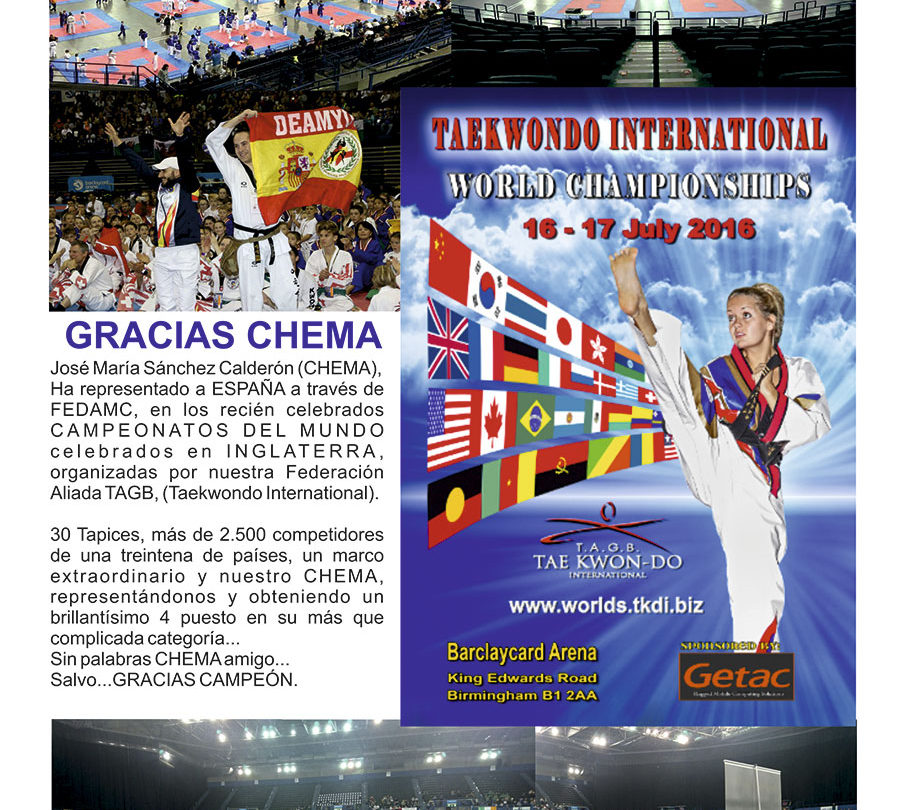 DEAMYC
GRACIAS CHEMA
José María Sánchez Calderón (CHEMA),
Ha representado a ESPAÑA a través de
FEDAMC, en los recién celebrados
CAMPEONATOS DEL MUNDO
celebrados en INGLATERRA,
organizadas por nuestra Federación
Aliada TAGB, (Taekwondo International).
30 Tapices, más de 2.500 competidores
de una treintena de países, un marco
extraordinario y nuestro CHEMA,
representándonos y obteniendo un
brillantísimo 4 puesto en su más que
complicada categoría...
Sin palabras CHEMA amigo...
Salvo...GRACIAS CAMPEÓN.
TAEKWONDO INTERNATIONAL
WORLD CHAMPIONSHIPS
16 - 17 July 2016
T.A.G.B.
TAE KWON-DO
INTERNATIONAL
www.worlds.tkdi.biz
Barclaycard Arena
King Edwards Road
Birmingham B1 2AA
SPONSORED BY:
Getac
Rugged Mobile Computing Solutions